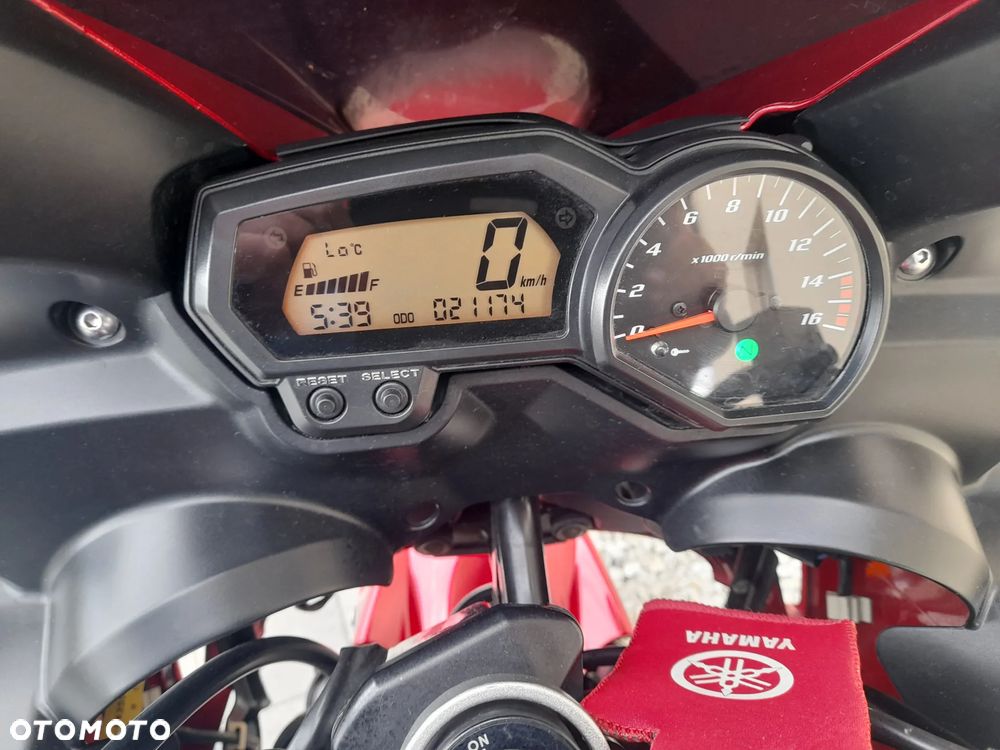 Lo°C
0
km/h
E F
5:39 ODO 021174
RESET SELECT
0
2
4
6
8
10
12
14
16
x1000 r/min
N
YAMAHA
ON
OTOMOTO